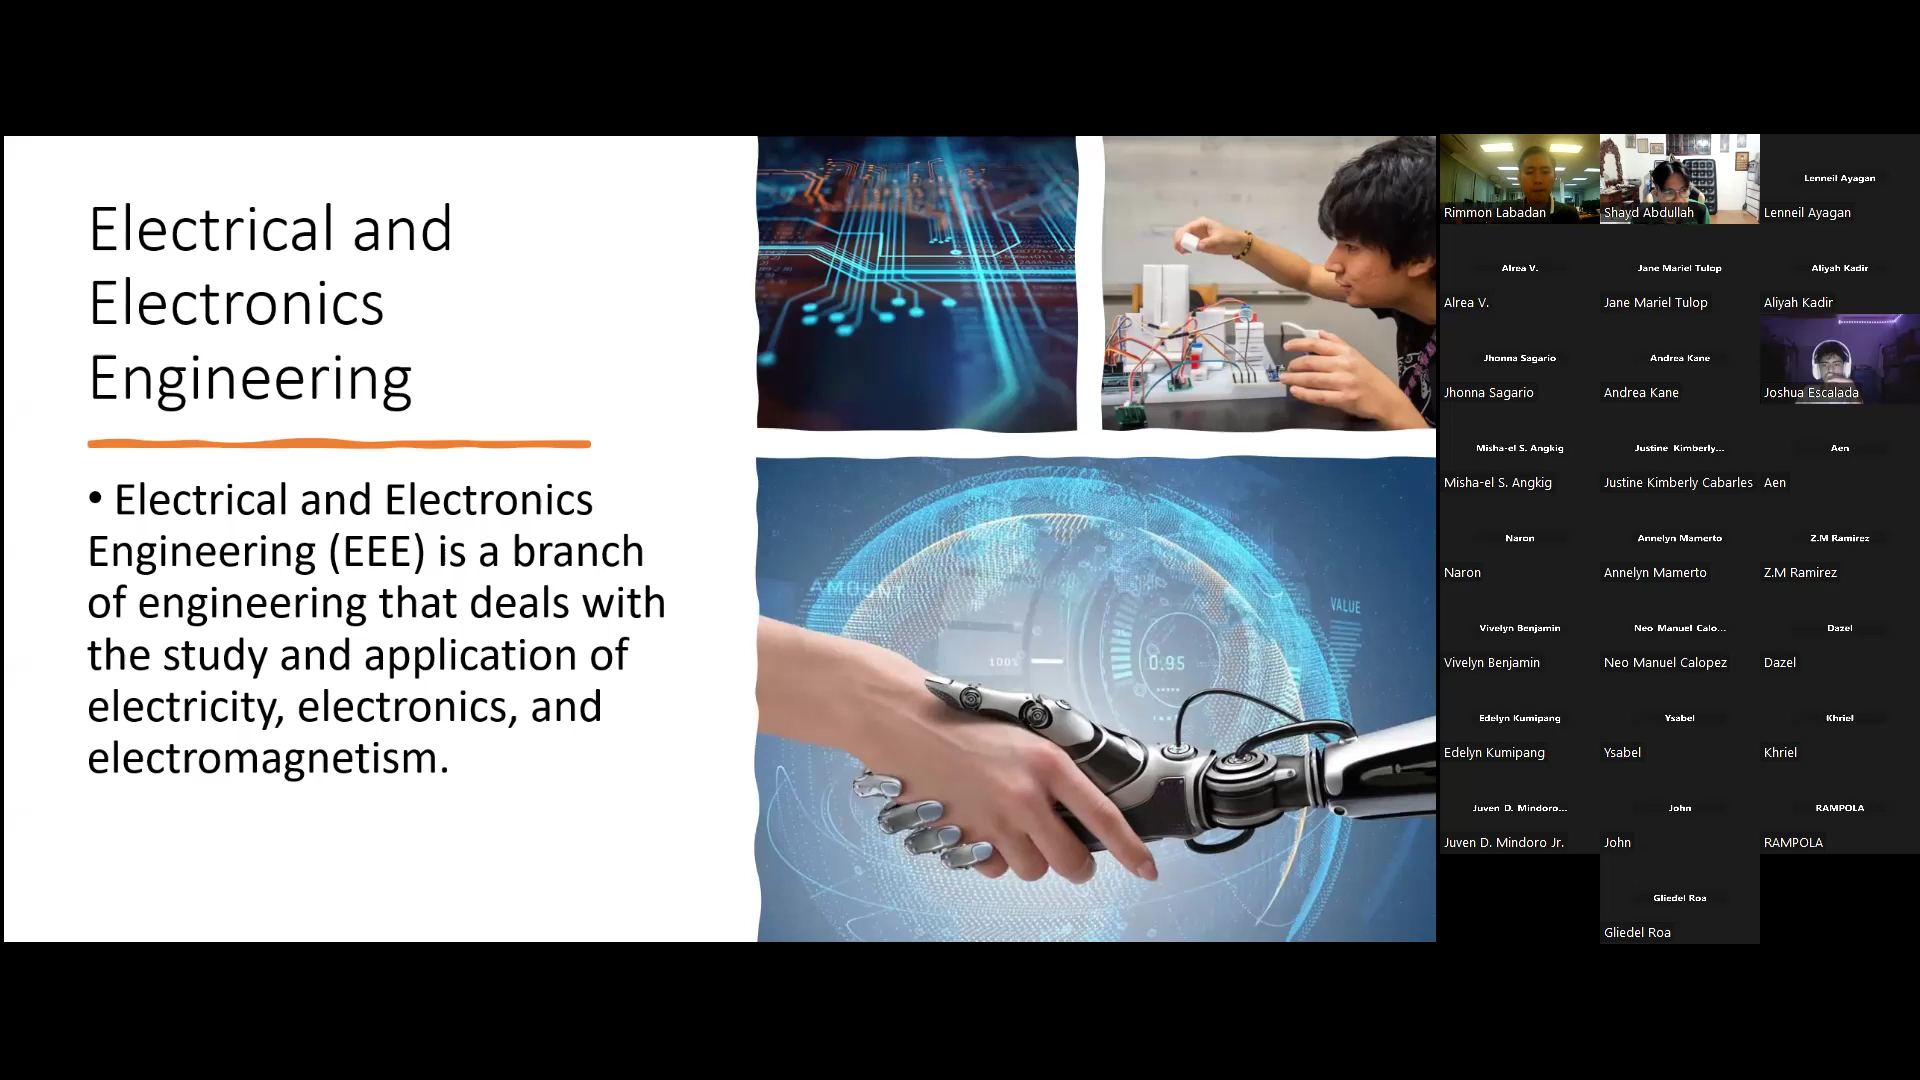 Electrical and
Electronics
Engineering
• Electrical and Electronics
Engineering (EEE) is a branch
of engineering that deals with
the study and application of
electricity, electronics, and
electromagnetism.
AMOUNT
VALUE
100%
0.95
Rimmon Labadan
Shayd Abdullah
Lenneil Ayagan
Lenneil Ayagan
Alrea V.
Alrea V.
Jane Mariel Tulop
Jane Mariel Tulop
Aliyah Kadir
Aliyah Kadir
Jhonna Sagario
Jhonna Sagario
Andrea Kane
Andrea Kane
Joshua Escalada
Misha-el S. Angkig
Misha-el S. Angkig
Justine Kimberly...
Justine Kimberly Cabarles
Aen
Aen
Naron
Naron
Annelyn Mamerto
Annelyn Mamerto
Z.M Ramirez
Z.M Ramirez
Vivelyn Benjamin
Vivelyn Benjamin
Neo Manuel Calo...
Neo Manuel Calopez
Dazel
Dazel
Edelyn Kumipang
Edelyn Kumipang
Ysabel
Ysabel
Khriel
Khriel
Juven D. Mindoro...
Juven D. Mindoro Jr.
John
John
RAMPOLA
RAMPOLA
Gliedel Roa
Gliedel Roa